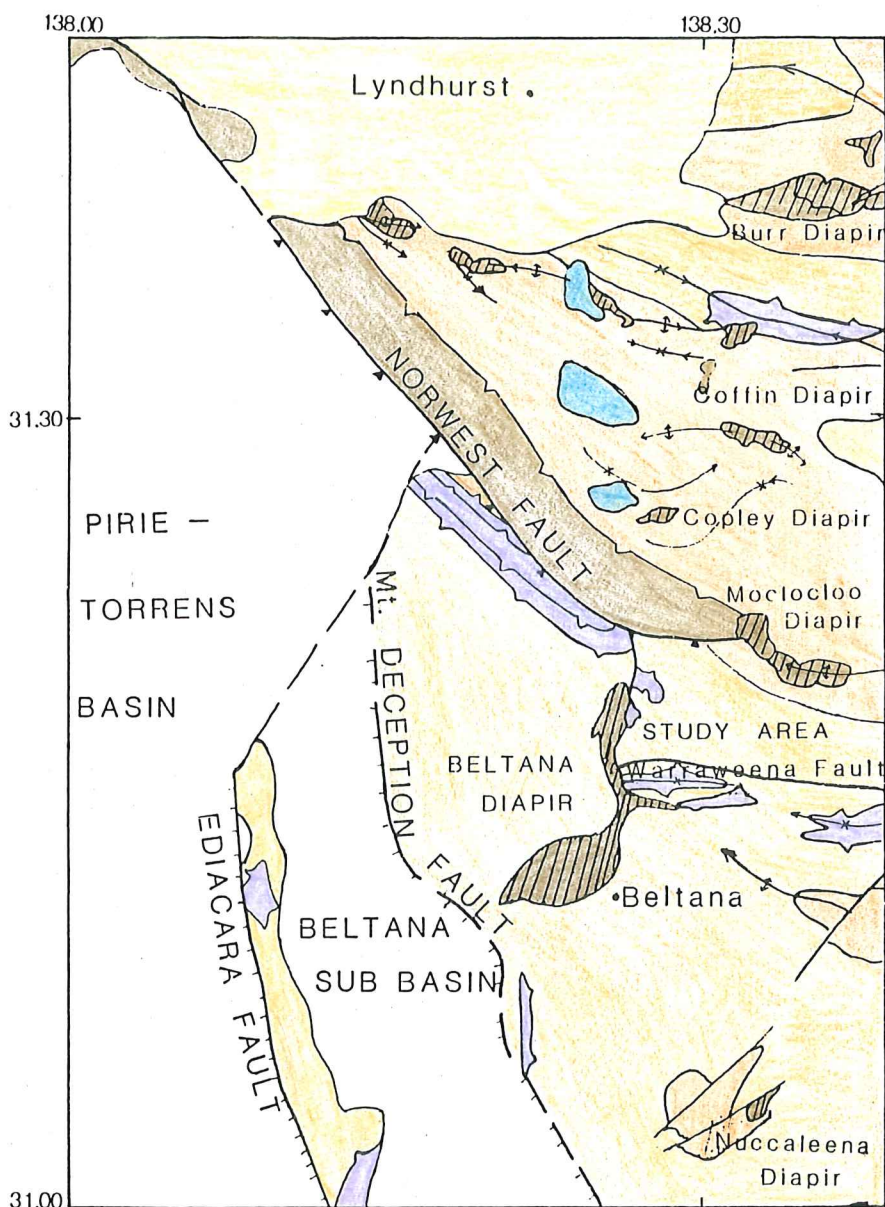 138.00
138.30
Lyndhurst
Burr Diapir
NORWEST FAULT
31.30
Coffin Diapir
PIRIE –
Copley Diapir
TORRENS
Moclocloo
Diapir
BASIN
Mt. DECEPTION FAULT
STUDY AREA
BELTANA
Warraweena Fault
DIAPIR
EDIACARA FAULT
Beltana
BELTANA
SUB BASIN
Nuccaleena
Diapir
31.00